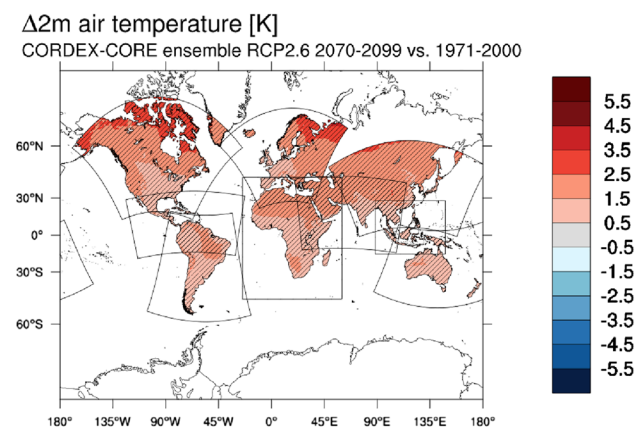 Δ2m air temperature [K]
CORDEX-CORE ensemble RCP2.6 2070-2099 vs. 1971-2000
60°N
30°N
0°
30°S
60°S
180° 135°W 90°W 45°W 0° 45°E 90°E 135°E 180°
5.5
4.5
3.5
2.5
1.5
0.5
-0.5
-1.5
-2.5
-3.5
-4.5
-5.5